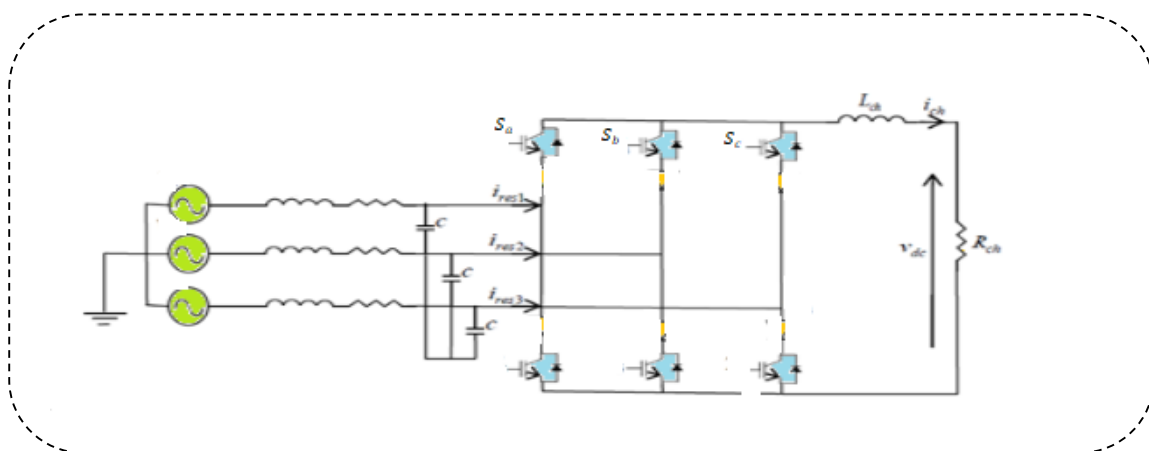 L_ch
i_ch
S_a
S_b
S_c
i_res1
C
i_res2
C
i_res3
C
v_dc
R_ch